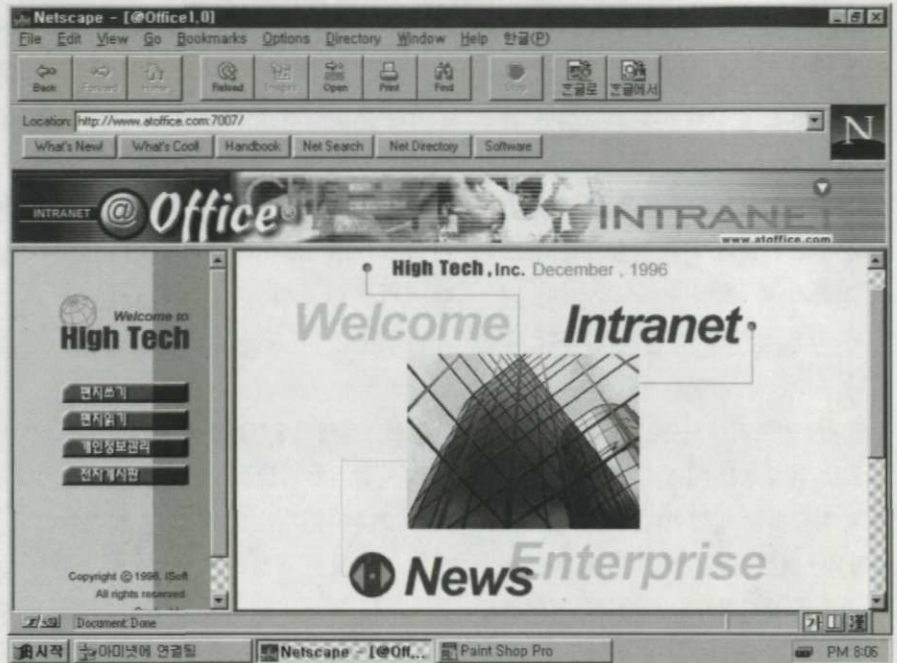 Netscape - [@Office1,0]
File Edit View Go Bookmarks Options Directory Window Help 한글(P)
Back Forward Home Reload Images Open Print Find Stop 흔글로 흔글에서
Location: http://www.atoffice.com:7007/
N
What's New! What's Cool! Handbook Net Search Net Directory Software
INTRANET @Office INTRANET
www.atoffice.com
Welcome to
High Tech
편지쓰기
편지읽기
개인정보관리
전자게시판
Copyright © 1996, ISoft
All rights reserved
High Tech, Inc. December, 1996
Welcome Intranet
News Enterprise
Document: Done
가 漢
시작 아미넷에 연결됨 Netscape - [@Off... Paint Shop Pro PM 8:05